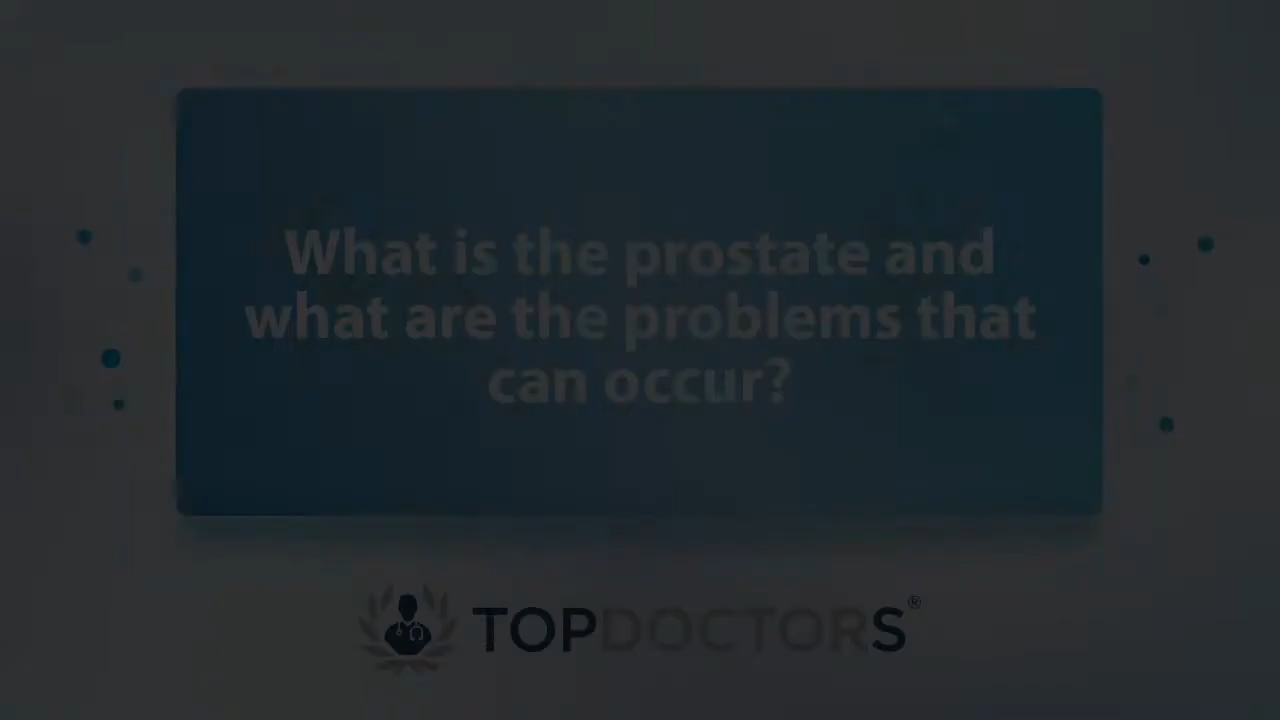 What is the prostate and
what are the problems that
can occur?
TOPDOCTORS®